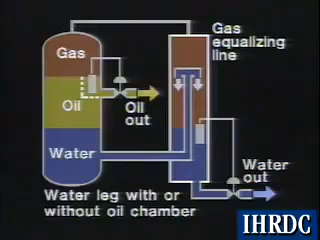 Gas
equalizing
line
Gas
Oil
Oil
out
Water
Water
out
Water leg with or
without oil chamber
IHRDC